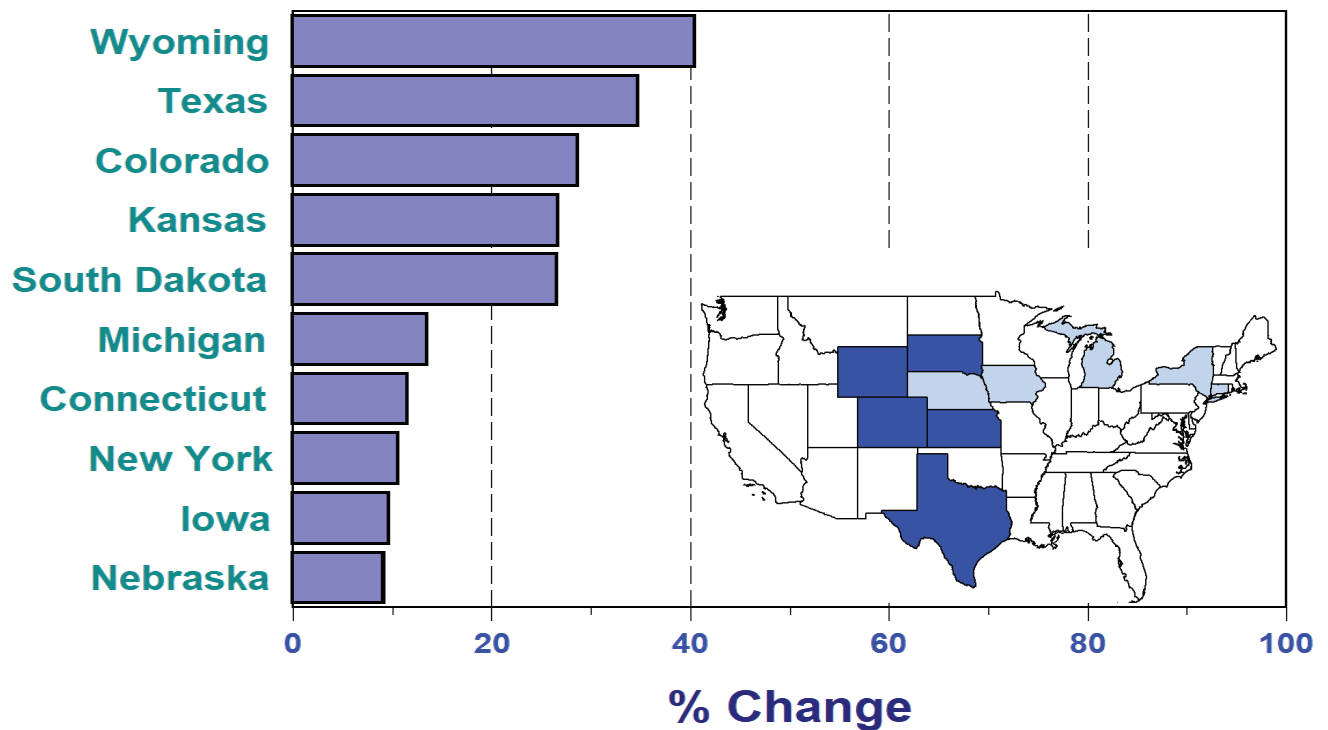 Wyoming
Texas
Colorado
Kansas
South Dakota
Michigan
Connecticut
New York
Iowa
Nebraska
0 20 40 60 80 100
% Change